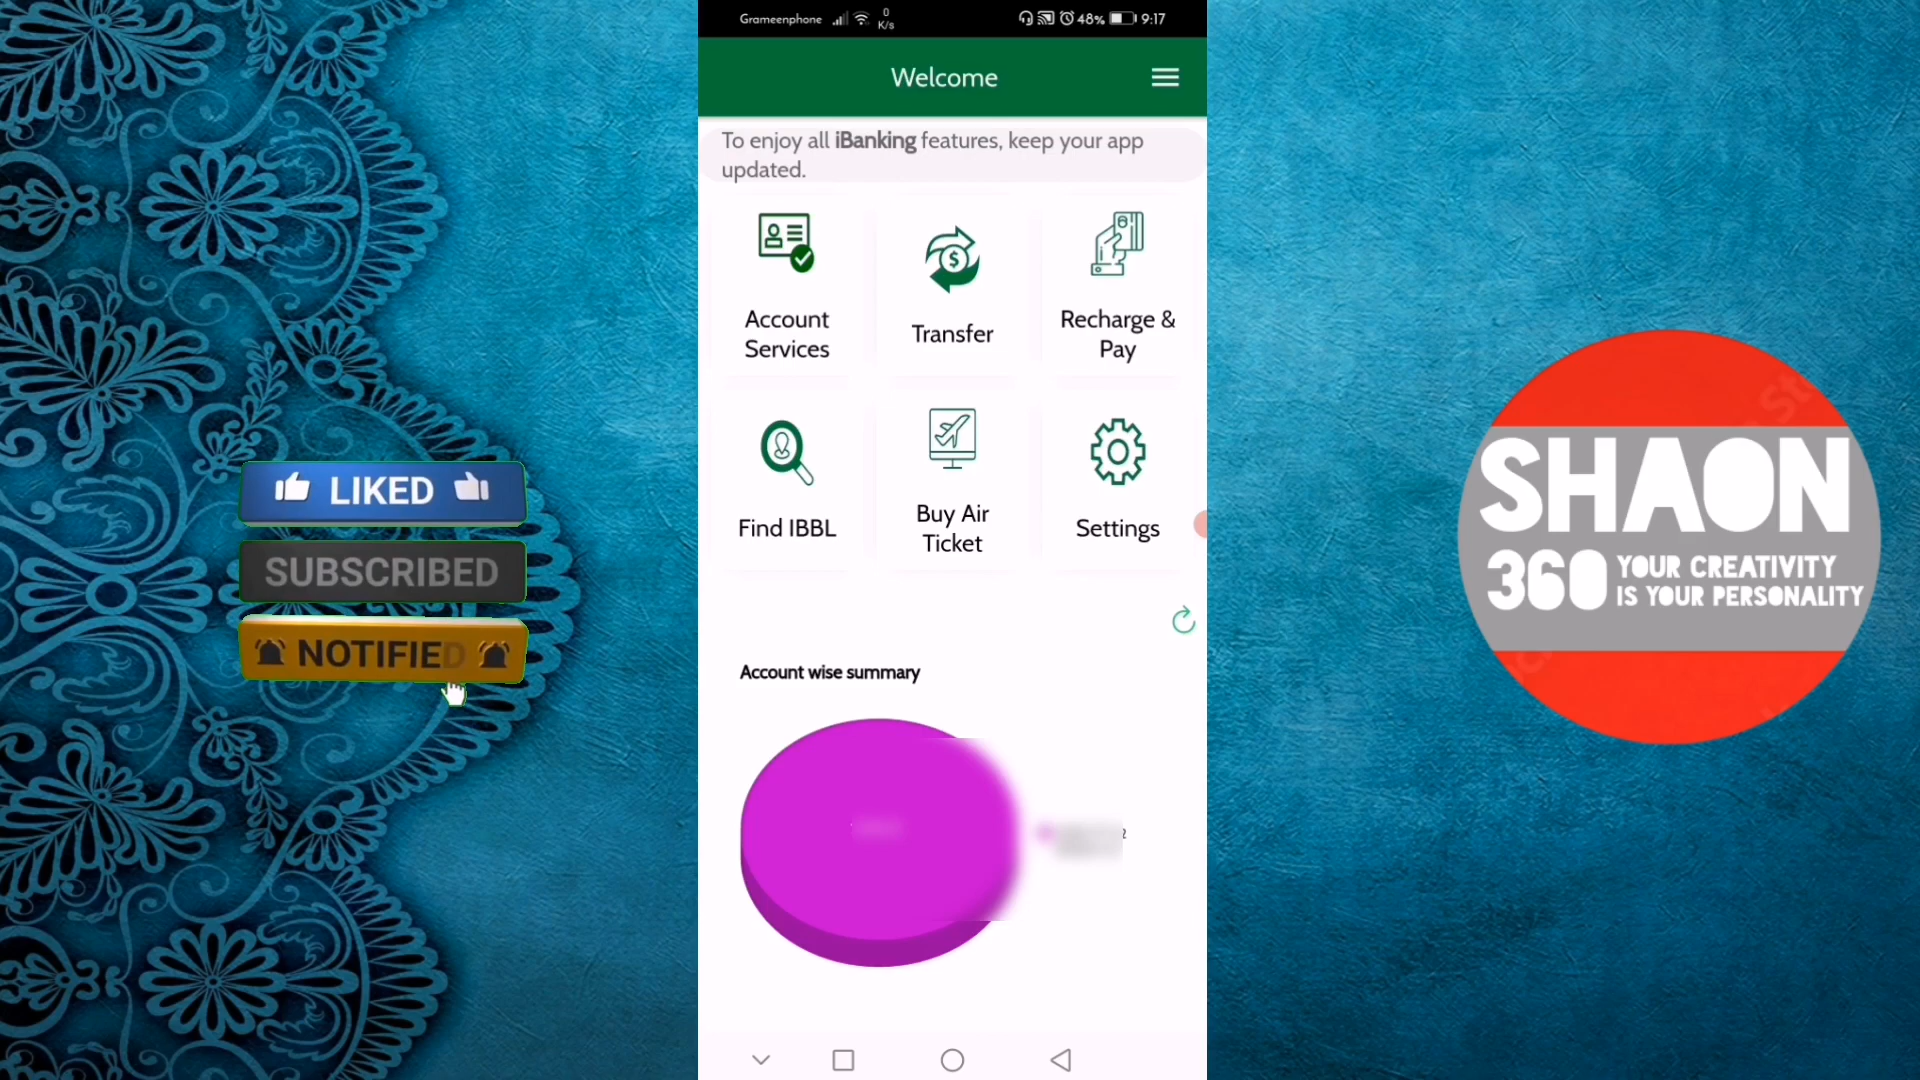 Grameenphone
0
K/s
48%
9:17
Welcome
To enjoy all iBanking features, keep your app
updated.
Account
Services
Transfer
Recharge &
Pay
Find IBBL
Buy Air
Ticket
Settings
Account wise summary
2
LIKED
SUBSCRIBED
NOTIFIED
SHAON
360 YOUR CREATIVITY
IS YOUR PERSONALITY